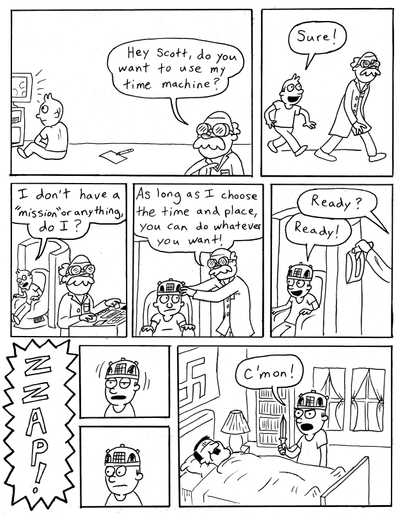 Hey Scott, do you
want to use my
time machine?
Sure!
I don't have a
"mission" or anything,
do I?
As long as I choose
the time and place,
you can do whatever
you want!
Ready?
Ready!
ZZAP!
C'mon!